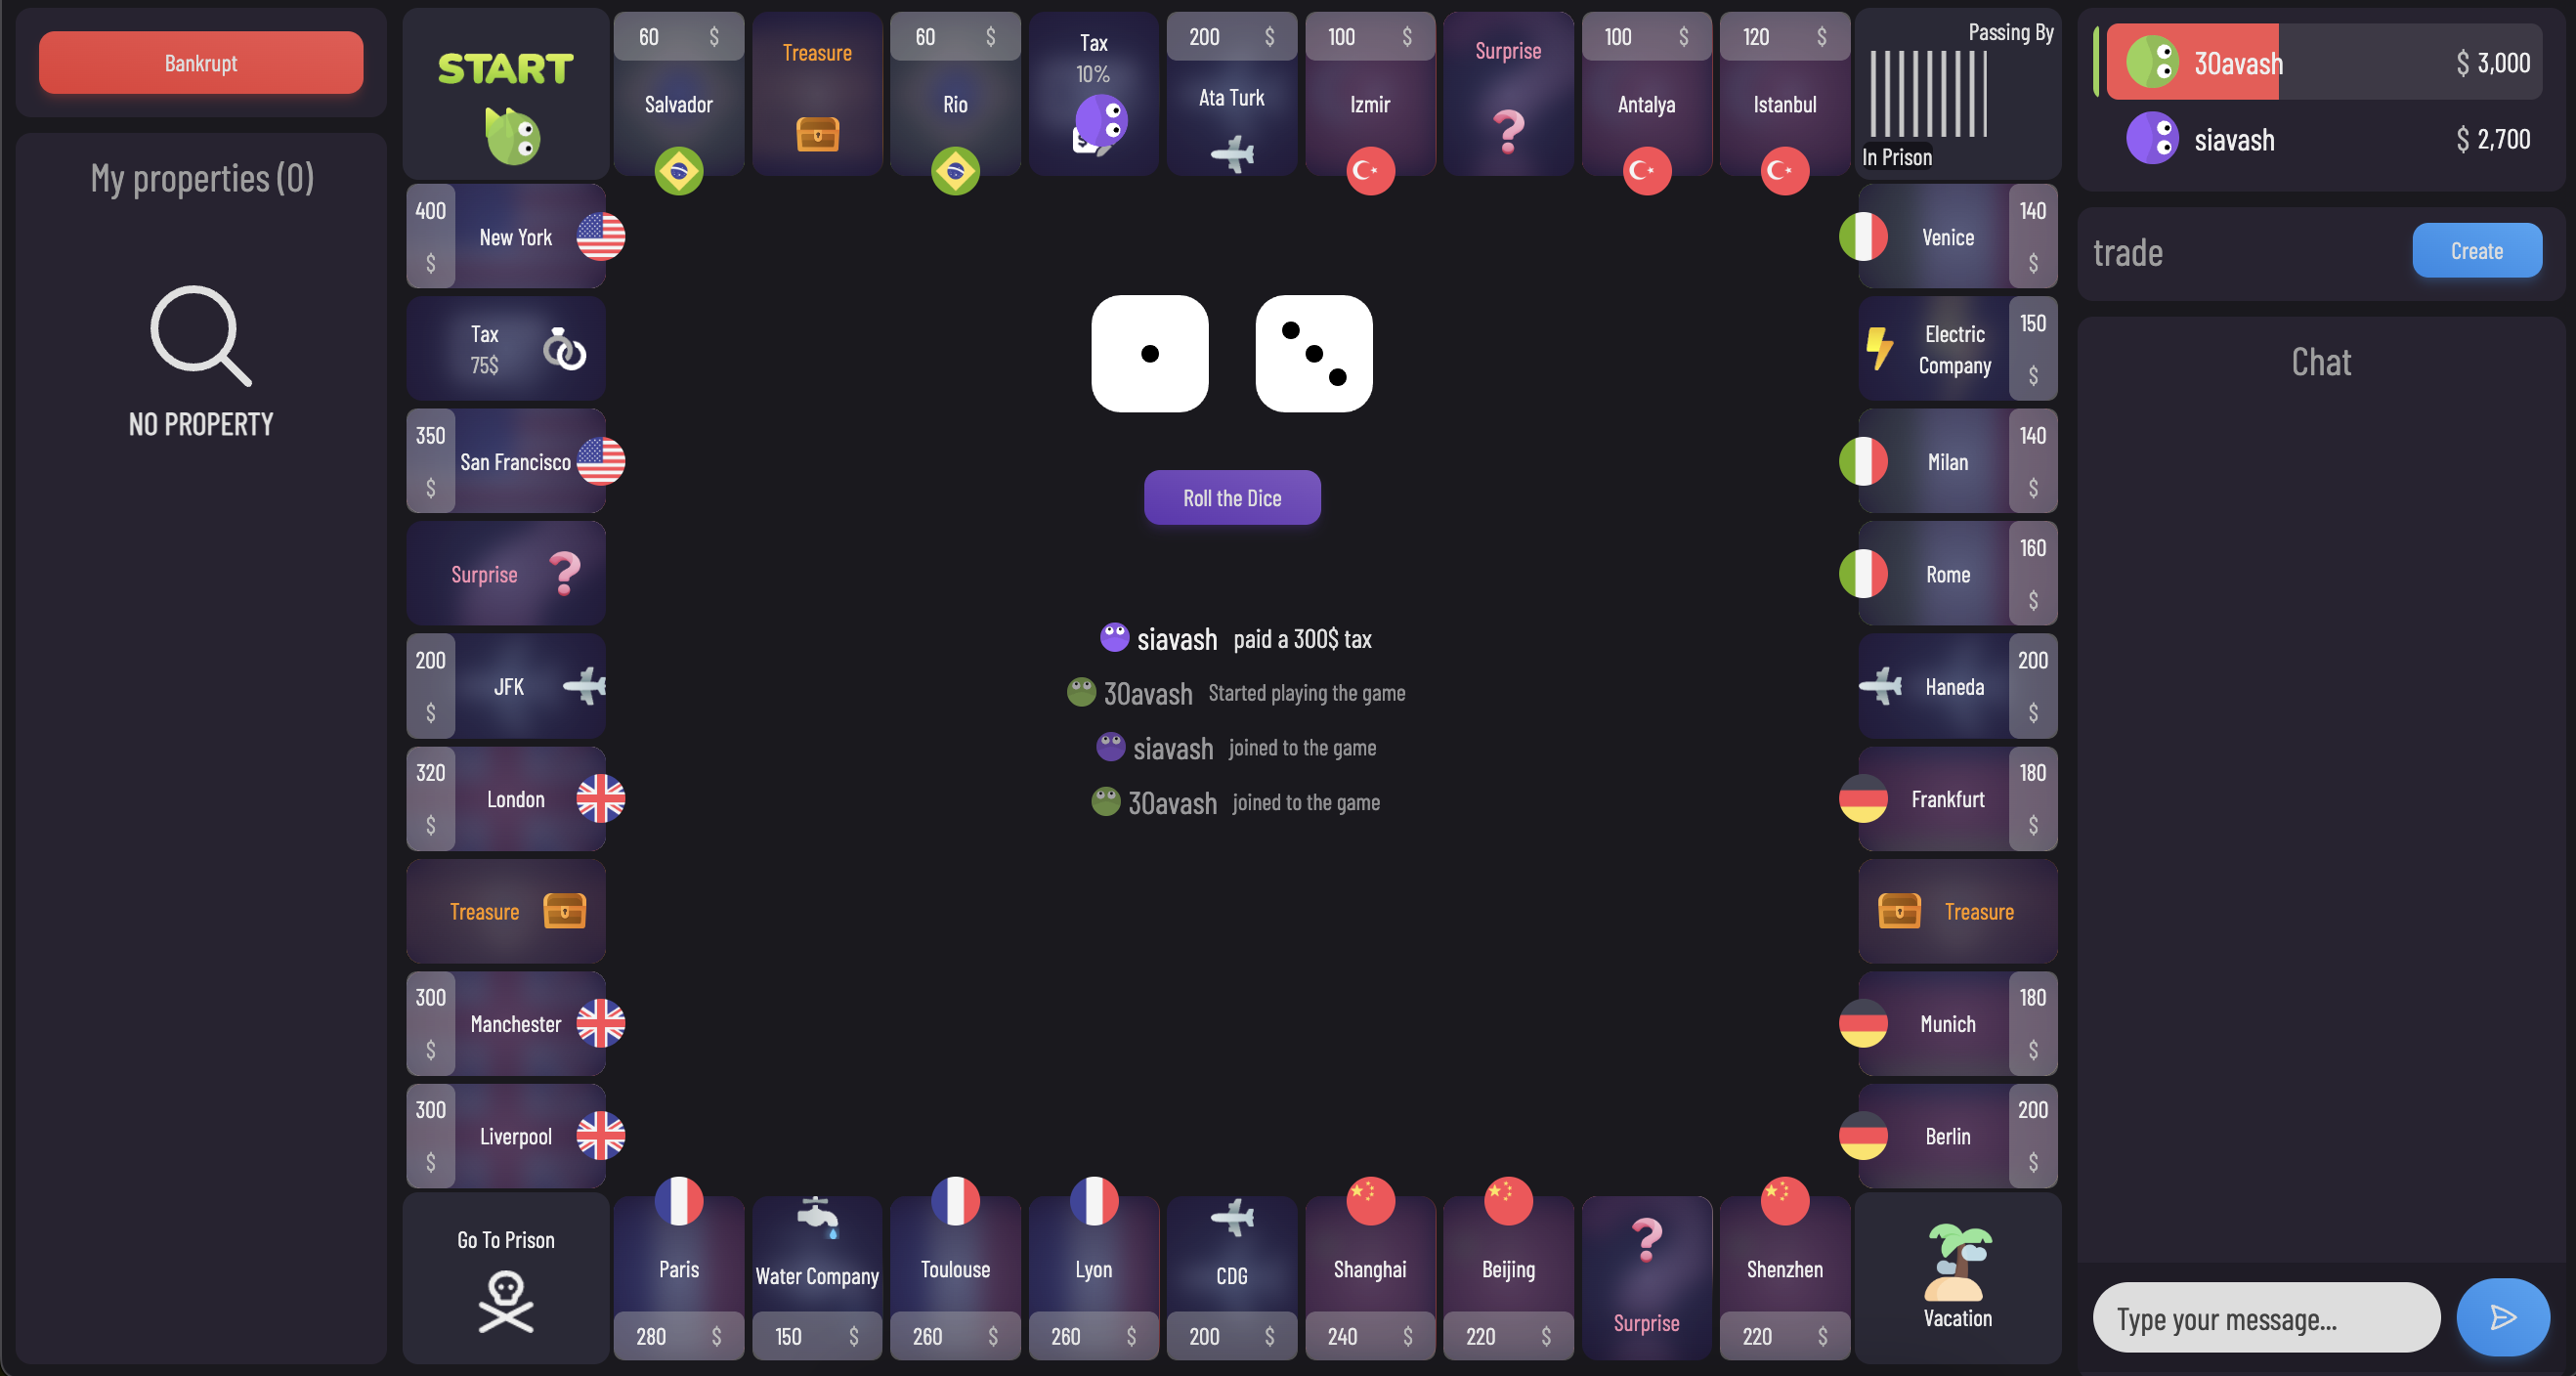 Bankrupt
My properties (0)
NO PROPERTY
START
60 $
Salvador
Treasure
60 $
Rio
Tax
10%
200 $
Ata Turk
100 $
Izmir
Surprise
100 $
Antalya
120 $
Istanbul
Passing By
In Prison
400
$
New York
Tax
75$
350
$
San Francisco
Surprise
200
$
JFK
320
$
London
Treasure
300
$
Manchester
300
$
Liverpool
Roll the Dice
siavash paid a 300$ tax
30avash Started playing the game
siavash joined to the game
30avash joined to the game
Venice
140
$
Electric
Company
150
$
Milan
140
$
Rome
160
$
Haneda
200
$
Frankfurt
180
$
Treasure
Munich
180
$
Berlin
200
$
Go To Prison
Paris
280 $
Water Company
150 $
Toulouse
260 $
Lyon
260 $
CDG
200 $
Shanghai
240 $
Beijing
220 $
Surprise
Shenzhen
220 $
Vacation
30avash $ 3,000
siavash $ 2,700
trade
Create
Chat
Type your message...